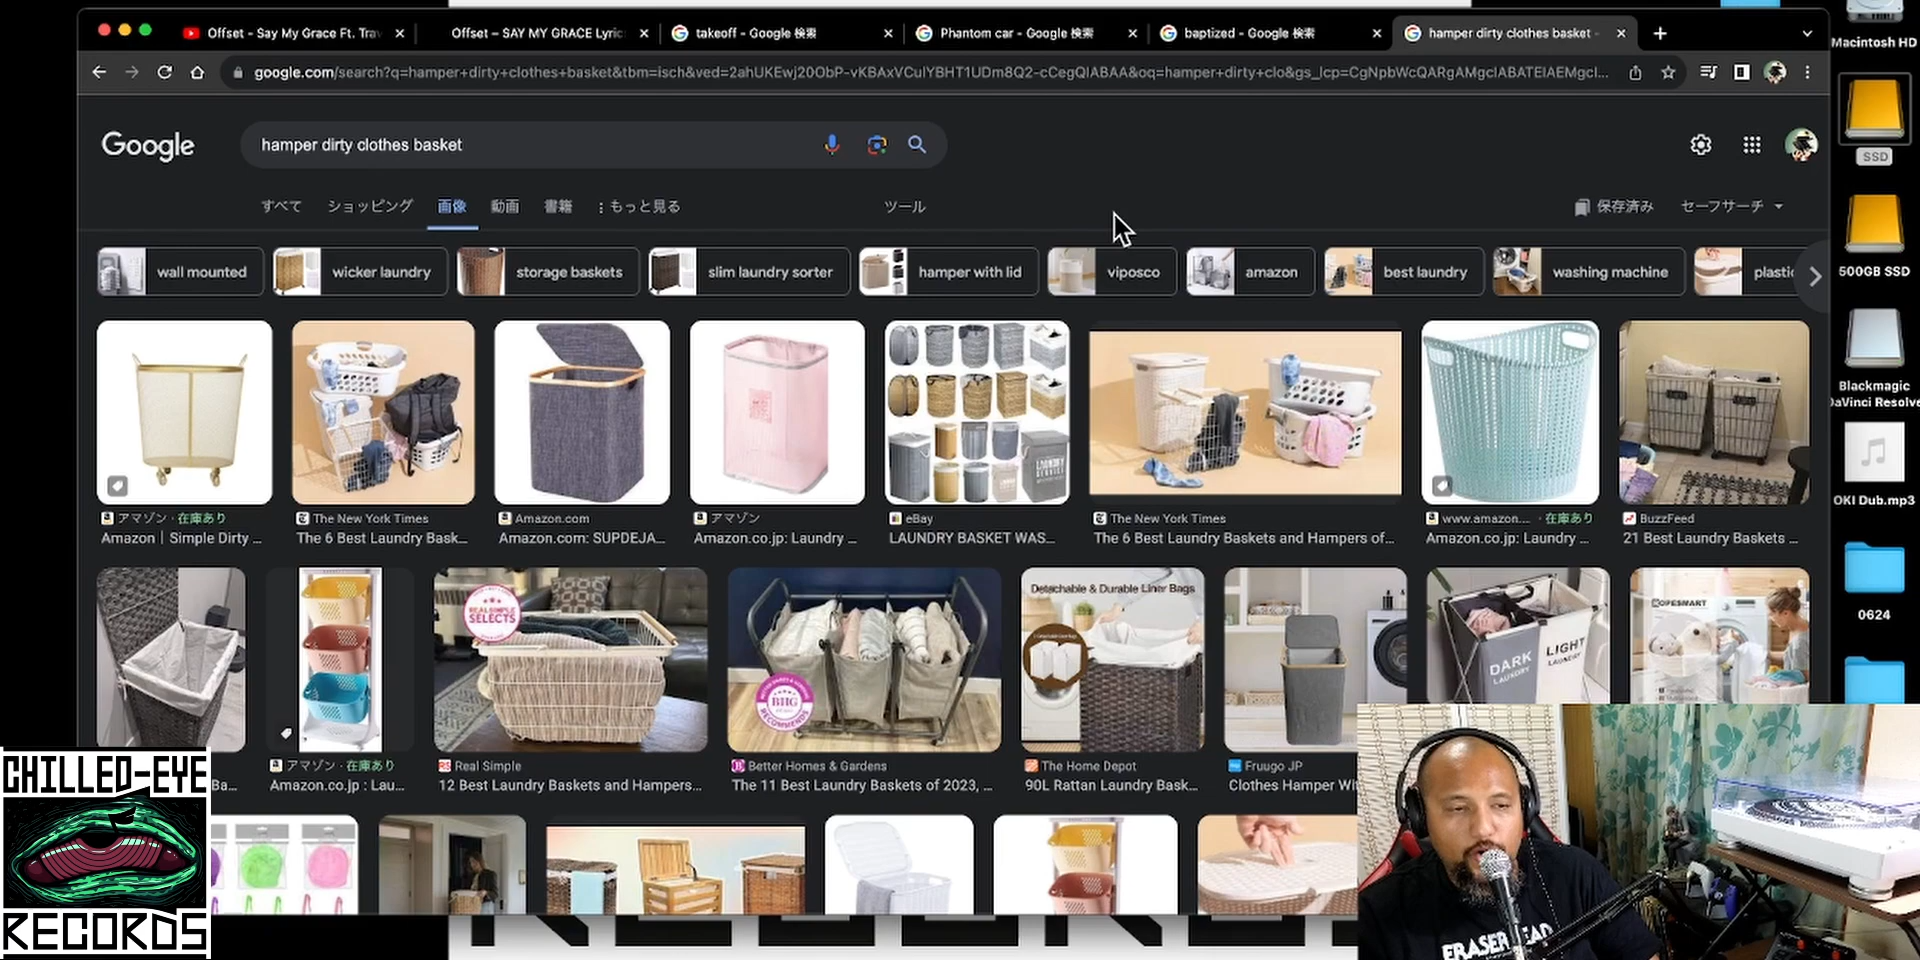 Offset - Say My Grace Ft. Trav
Offset – SAY MY GRACE Lyric
takeoff - Google 検索
Phantom car - Google 検索
baptized - Google 検索
hamper dirty clothes basket -
Macintosh HD
google.com/search?q=hamper+dirty+clothes+basket&tbm=isch&ved=
Google
hamper dirty clothes basket
SSD
すべて ショッピング 画像 動画 書籍 もっと見る ツール 保存済み セーフサーチ
wall mounted
wicker laundry
storage baskets
slim laundry sorter
hamper with lid
viposco
amazon
best laundry
washing machine
plastic
500GB SSD
Blackmagic
DaVinci Resolve
LAUNDRY
OKI Dub.mp3
アマゾン · 在庫あり
Amazon | Simple Dirty ...
The New York Times
The 6 Best Laundry Bask...
Amazon.com
Amazon.com: SUPDEJA...
アマゾン
Amazon.co.jp: Laundry ...
eBay
LAUNDRY BASKET WAS...
The New York Times
The 6 Best Laundry Baskets and Hampers of...
www.amazon.... · 在庫あり
Amazon.co.jp: Laundry ...
BuzzFeed
21 Best Laundry Baskets ...
REAL SIMPLE
SELECTS
BHG
RECOMMENDS
Detachable & Durable Liner Bags
DARK
LAUNDRY
LIGHT
LAUNDRY
0624
Ba...
アマゾン · 在庫あり
Amazon.co.jp : Lau...
Real Simple
12 Best Laundry Baskets and Hampers...
Better Homes & Gardens
The 11 Best Laundry Baskets of 2023, ...
The Home Depot
90L Rattan Laundry Bask...
Fruugo JP
Clothes Hamper Wit
CHILLED-EYE
RECORDS
ERASERHEAD